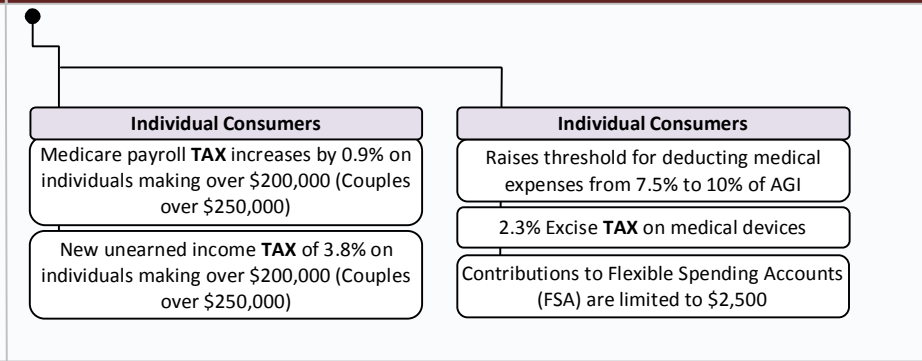 Individual Consumers
Medicare payroll TAX increases by 0.9% on
individuals making over $200,000 (Couples
over $250,000)
New unearned income TAX of 3.8% on
individuals making over $200,000 (Couples
over $250,000)
Individual Consumers
Raises threshold for deducting medical
expenses from 7.5% to 10% of AGI
2.3% Excise TAX on medical devices
Contributions to Flexible Spending Accounts
(FSA) are limited to $2,500